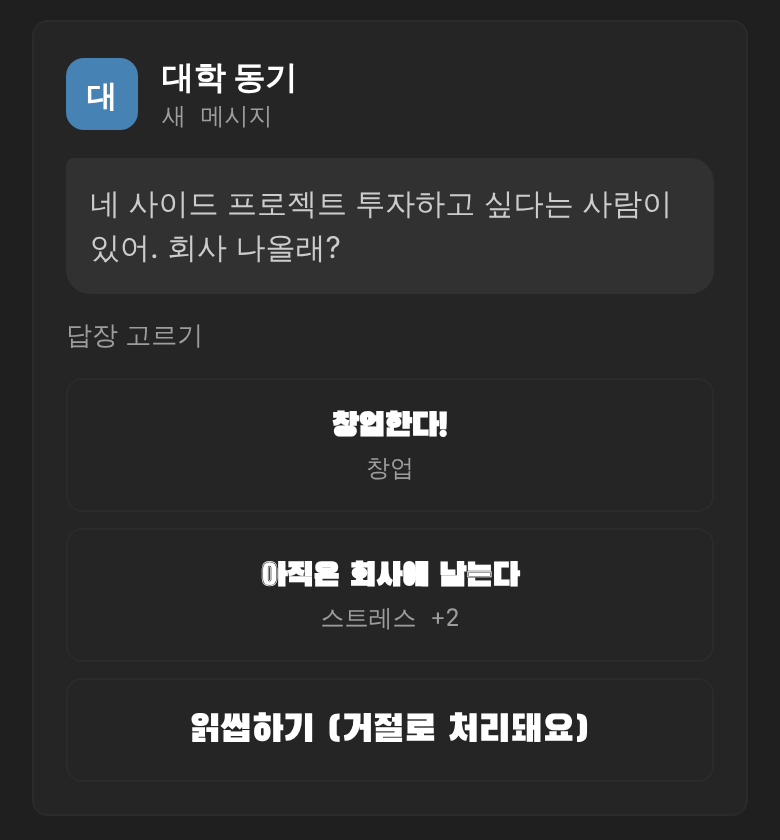 대
대학 동기
새 메시지
네 사이드 프로젝트 투자하고 싶다는 사람이
있어. 회사 나올래?
답장 고르기
창업한다!
창업
아직은 회사에 남는다
스트레스 +2
읽씹하기 (거절로 처리돼요)